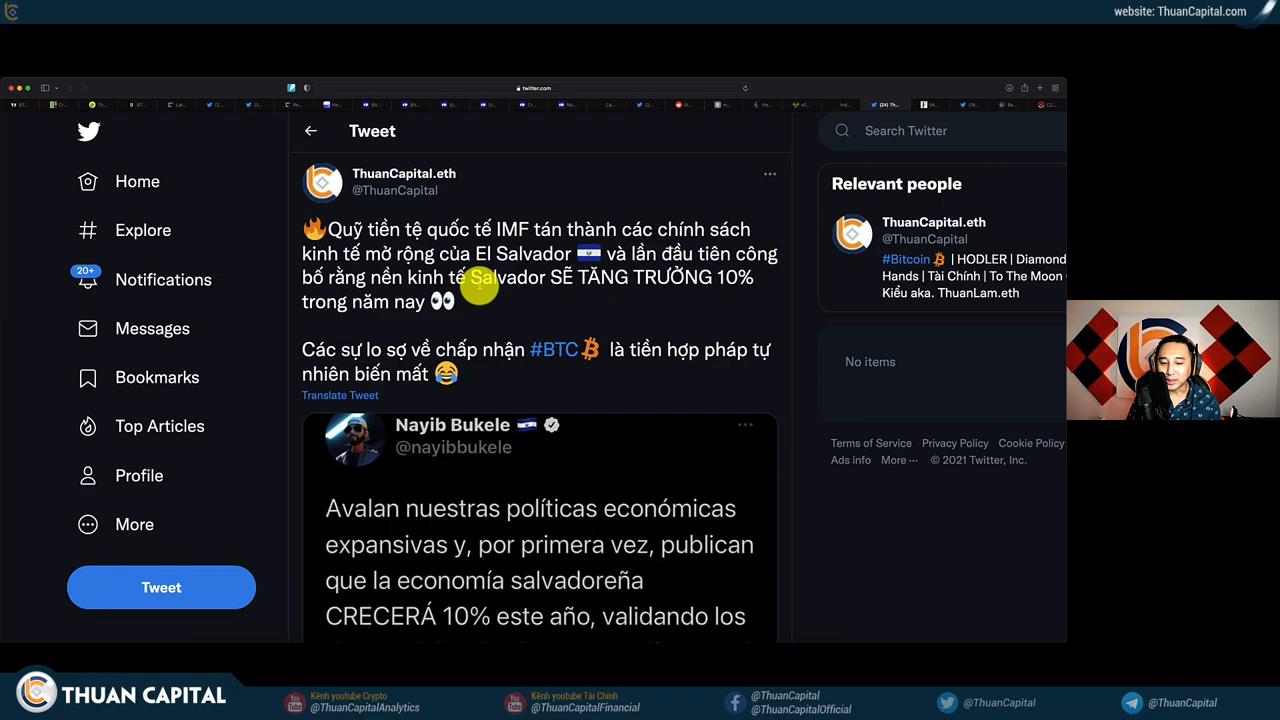 website: ThuanCapital.com
twitter.com
Tweet
Search Twitter
Home
Explore
20+
Notifications
Messages
Bookmarks
Top Articles
Profile
More
Tweet
ThuanCapital.eth
@ThuanCapital
🔥Quỹ tiền tệ quốc tế IMF tán thành các chính sách
kinh tế mở rộng của El Salvador 🇸🇻 và lần đầu tiên công
bố rằng nền kinh tế Salvador SẼ TĂNG TRƯỞNG 10%
trong năm nay 👀
Các sự lo sợ về chấp nhận #BTC là tiền hợp pháp tự
nhiên biến mất 😂
Translate Tweet
Nayib Bukele 🇸🇻
@nayibbukele
Avalan nuestras políticas económicas
expansivas y, por primera vez, publican
que la economía salvadoreña
CRECERÁ 10% este año, validando los
Relevant people
ThuanCapital.eth
@ThuanCapital
#Bitcoin | HODLER | Diamond
Hands | Tài Chính | To The Moon
Kiểu aka. ThuanLam.eth
No items
Terms of Service Privacy Policy Cookie Policy
Ads info More ··· © 2021 Twitter, Inc.
THUAN CAPITAL
Kênh youtube Crypto
@ThuanCapitalAnalytics
Kênh youtube Tài Chính
@ThuanCapitalFinancial
@ThuanCapital
@ThuanCapitalOfficial
@ThuanCapital
@ThuanCapital